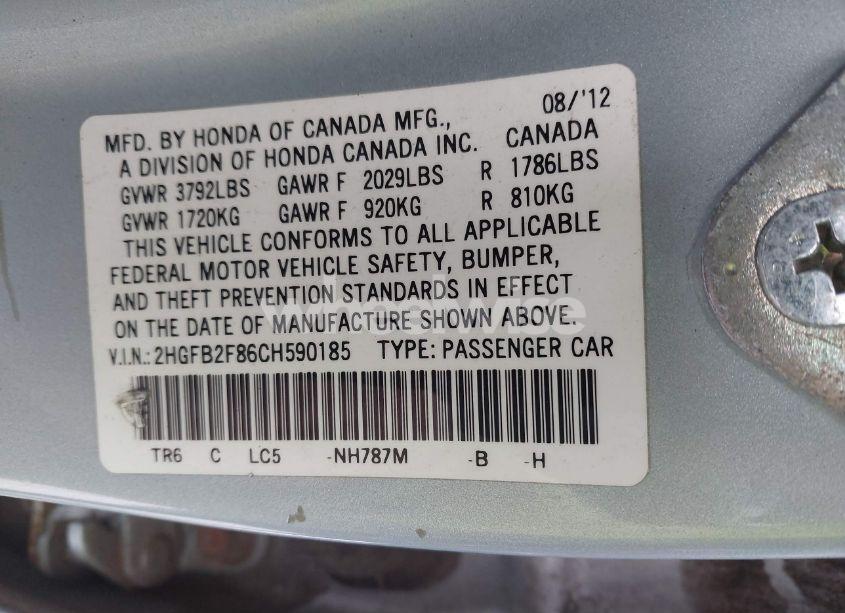 08/'12
MFD. BY HONDA OF CANADA MFG.,
A DIVISION OF HONDA CANADA INC. CANADA
GVWR 3792LBS GAWR F 2029LBS R 1786LBS
GVWR 1720KG GAWR F 920KG R 810KG
THIS VEHICLE CONFORMS TO ALL APPLICABLE
FEDERAL MOTOR VEHICLE SAFETY, BUMPER,
AND THEFT PREVENTION STANDARDS IN EFFECT
ON THE DATE OF MANUFACTURE SHOWN ABOVE.
V.I.N.: 2HGFB2F86CH590185 TYPE: PASSENGER CAR
TR6 C LC5 -NH787M -B -H
wheelwise